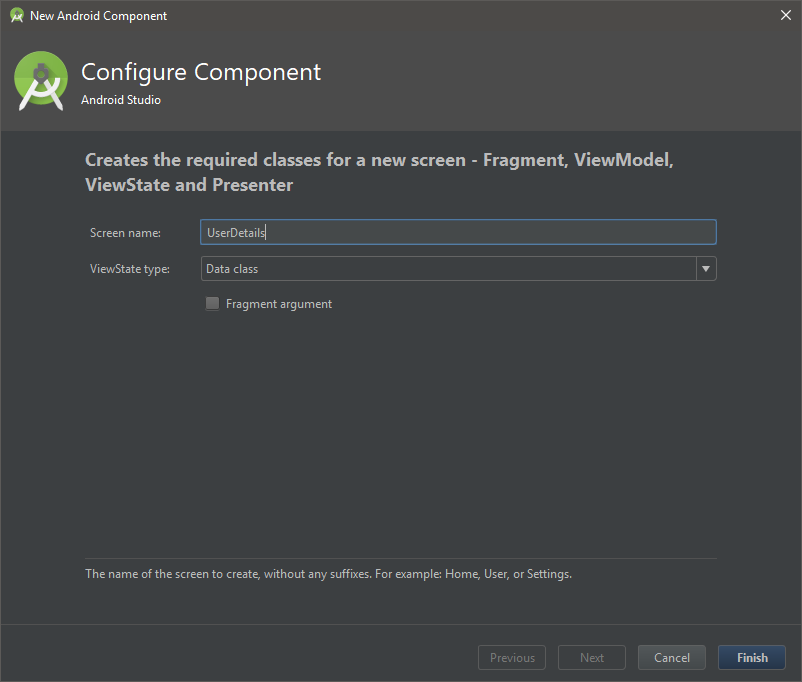 New Android Component
Configure Component
Android Studio
Creates the required classes for a new screen - Fragment, ViewModel,
ViewState and Presenter
Screen name: UserDetails
ViewState type: Data class
Fragment argument
The name of the screen to create, without any suffixes. For example: Home, User, or Settings.
Previous Next Cancel Finish